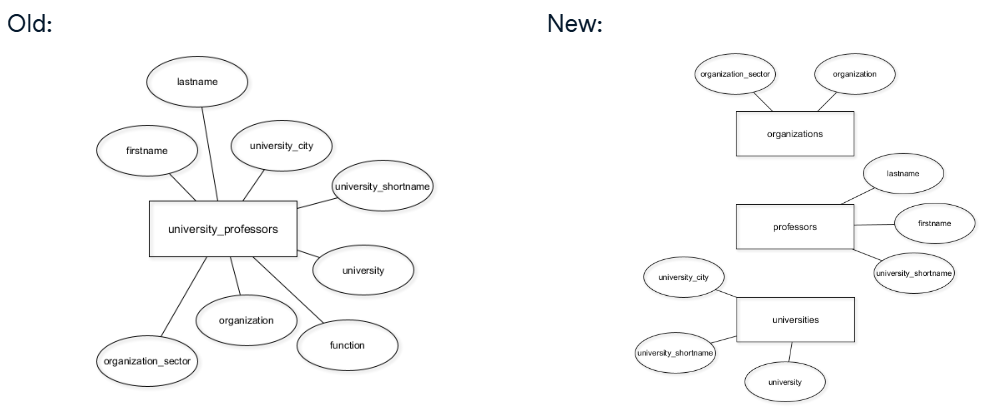 Old:
lastname
firstname
university_city
university_shortname
university_professors
university
organization
function
organization_sector
New:
organization_sector
organization
organizations
lastname
professors
firstname
university_shortname
university_city
universities
university_shortname
university